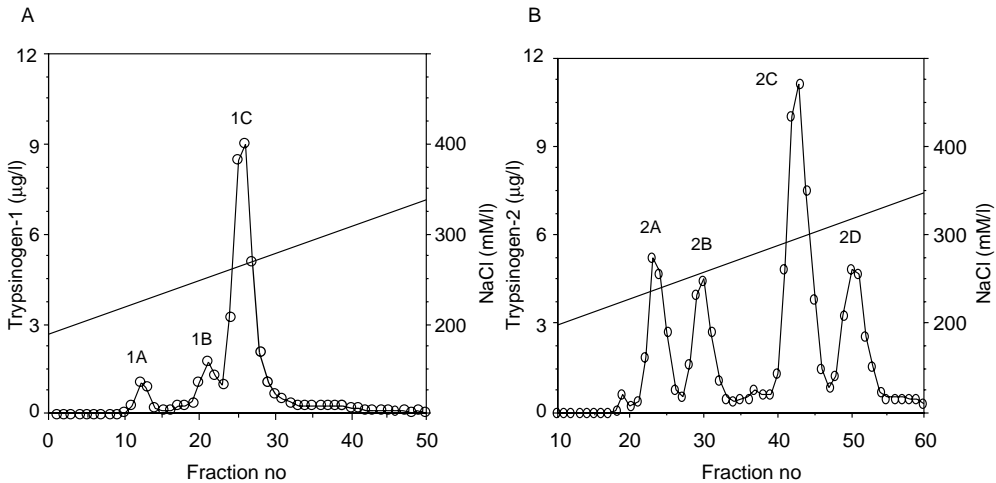 A
12
9
6
3
0
Trypsinogen-1 (µg/l)
1A
1B
1C
400
300
200
NaCl (mM/l)
0
10
20
30
40
50
Fraction no
B
12
9
6
3
0
Trypsinogen-2 (µg/l)
2A
2B
2C
2D
400
300
200
NaCl (mM/l)
10
20
30
40
50
60
Fraction no